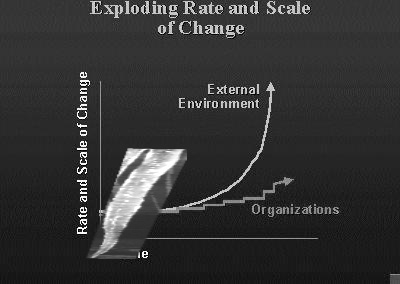 Exploding Rate and Scale
of Change
External
Environment
Rate and Scale of Change
Organizations